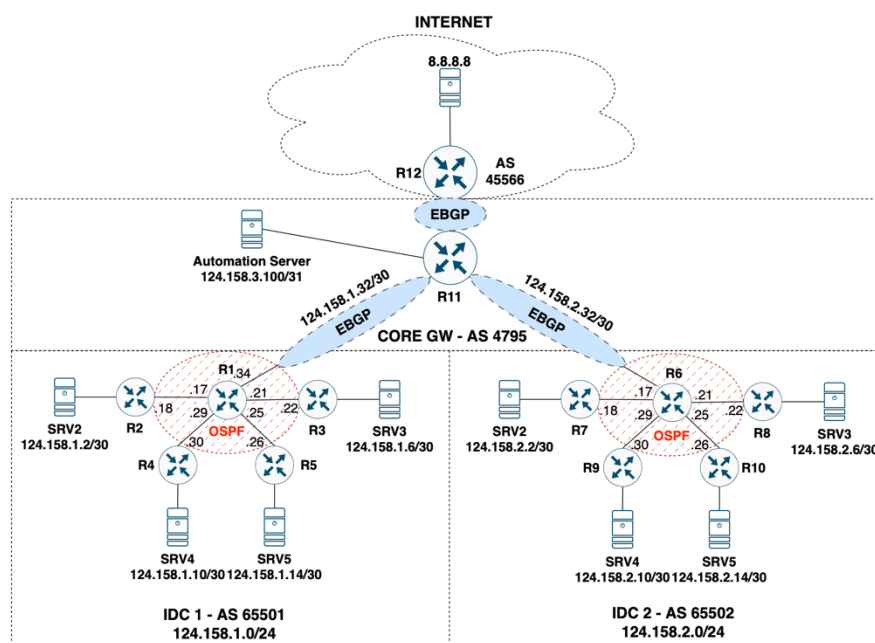 INTERNET
8.8.8.8
R12
AS
45566
EBGP
Automation Server
124.158.3.100/31
R11
124.158.1.32/30
EBGP
124.158.2.32/30
EBGP
CORE GW - AS 4795
R1
.34
.17
.21
.18
.29
.25
.22
R2
R3
SRV2
124.158.1.2/30
SRV3
124.158.1.6/30
OSPF
.30
.26
R4
R5
SRV4
124.158.1.10/30
SRV5
124.158.1.14/30
IDC 1 - AS 65501
124.158.1.0/24
R6
.17
.21
.18
.29
.25
.22
R7
R8
SRV2
124.158.2.2/30
SRV3
124.158.2.6/30
OSPF
.30
.26
R9
R10
SRV4
124.158.2.10/30
SRV5
124.158.2.14/30
IDC 2 - AS 65502
124.158.2.0/24